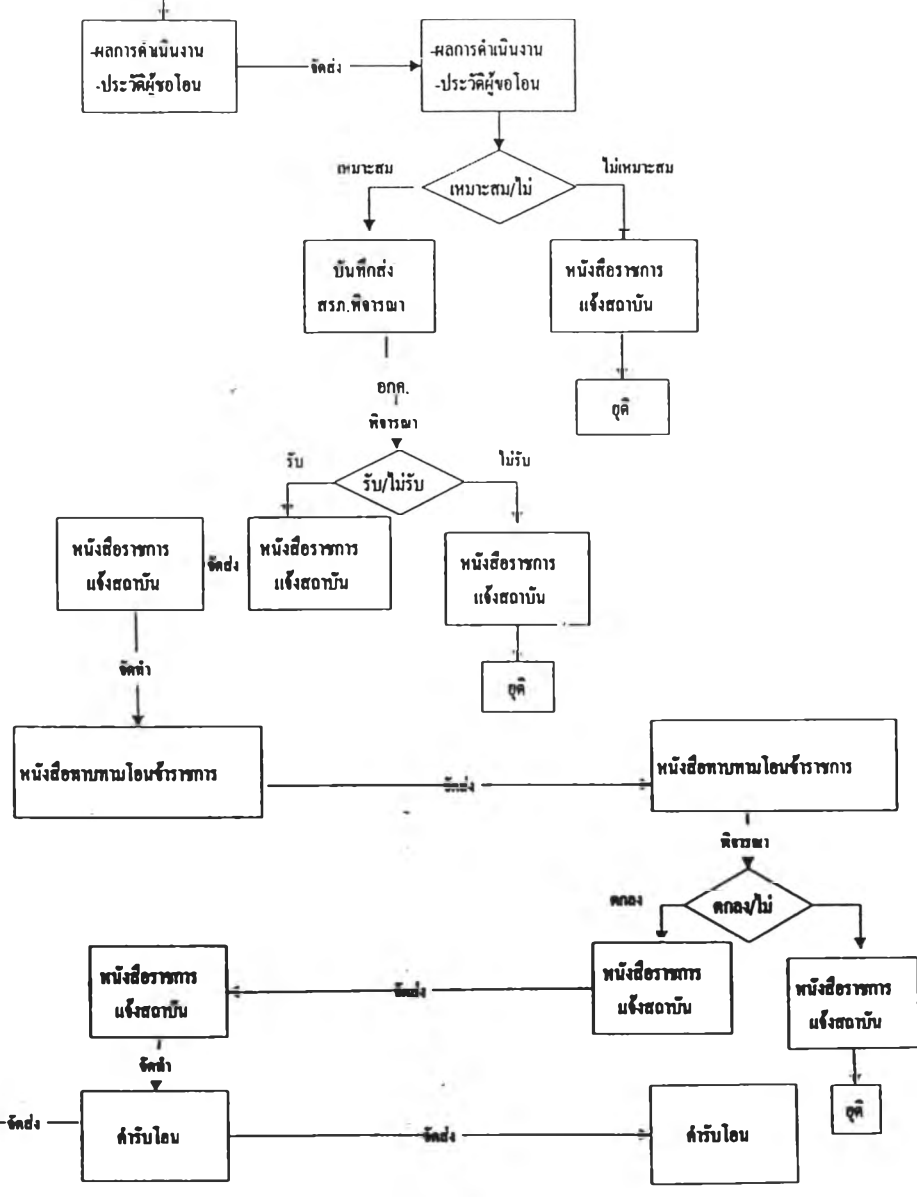 -ผลการดำเนินงาน
-ประวัติผู้ขอโอน
จัดส่ง
-ผลการดำเนินงาน
-ประวัติผู้ขอโอน
เหมาะสม
เหมาะสม/ไม่
ไม่เหมาะสม
บันทึกส่ง
สรภ.พิจารณา
หนังสือราชการ
แจ้งสถาบัน
ยุติ
อกค.
พิจารณา
รับ
รับ/ไม่รับ
ไม่รับ
หนังสือราชการ
แจ้งสถาบัน
จัดส่ง
หนังสือราชการ
แจ้งสถาบัน
หนังสือราชการ
แจ้งสถาบัน
ยุติ
จัดทำ
หนังสือทาบทามโอนข้าราชการ
จัดส่ง
หนังสือทาบทามโอนข้าราชการ
พิจารณา
ตกลง
ตกลง/ไม่
หนังสือราชการ
แจ้งสถาบัน
จัดส่ง
หนังสือราชการ
แจ้งสถาบัน
หนังสือราชการ
แจ้งสถาบัน
ยุติ
จัดทำ
จัดส่ง
คำรับโอน
จัดส่ง
คำรับโอน